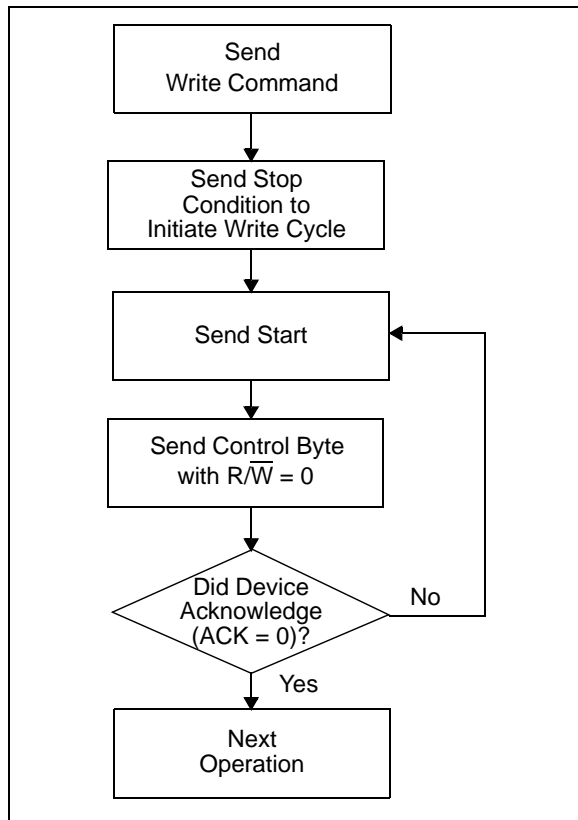 Send
Write Command
Send Stop
Condition to
Initiate Write Cycle
Send Start
Send Control Byte
with R/W̅ = 0
Did Device
Acknowledge
(ACK = 0)?
No
Yes
Next
Operation